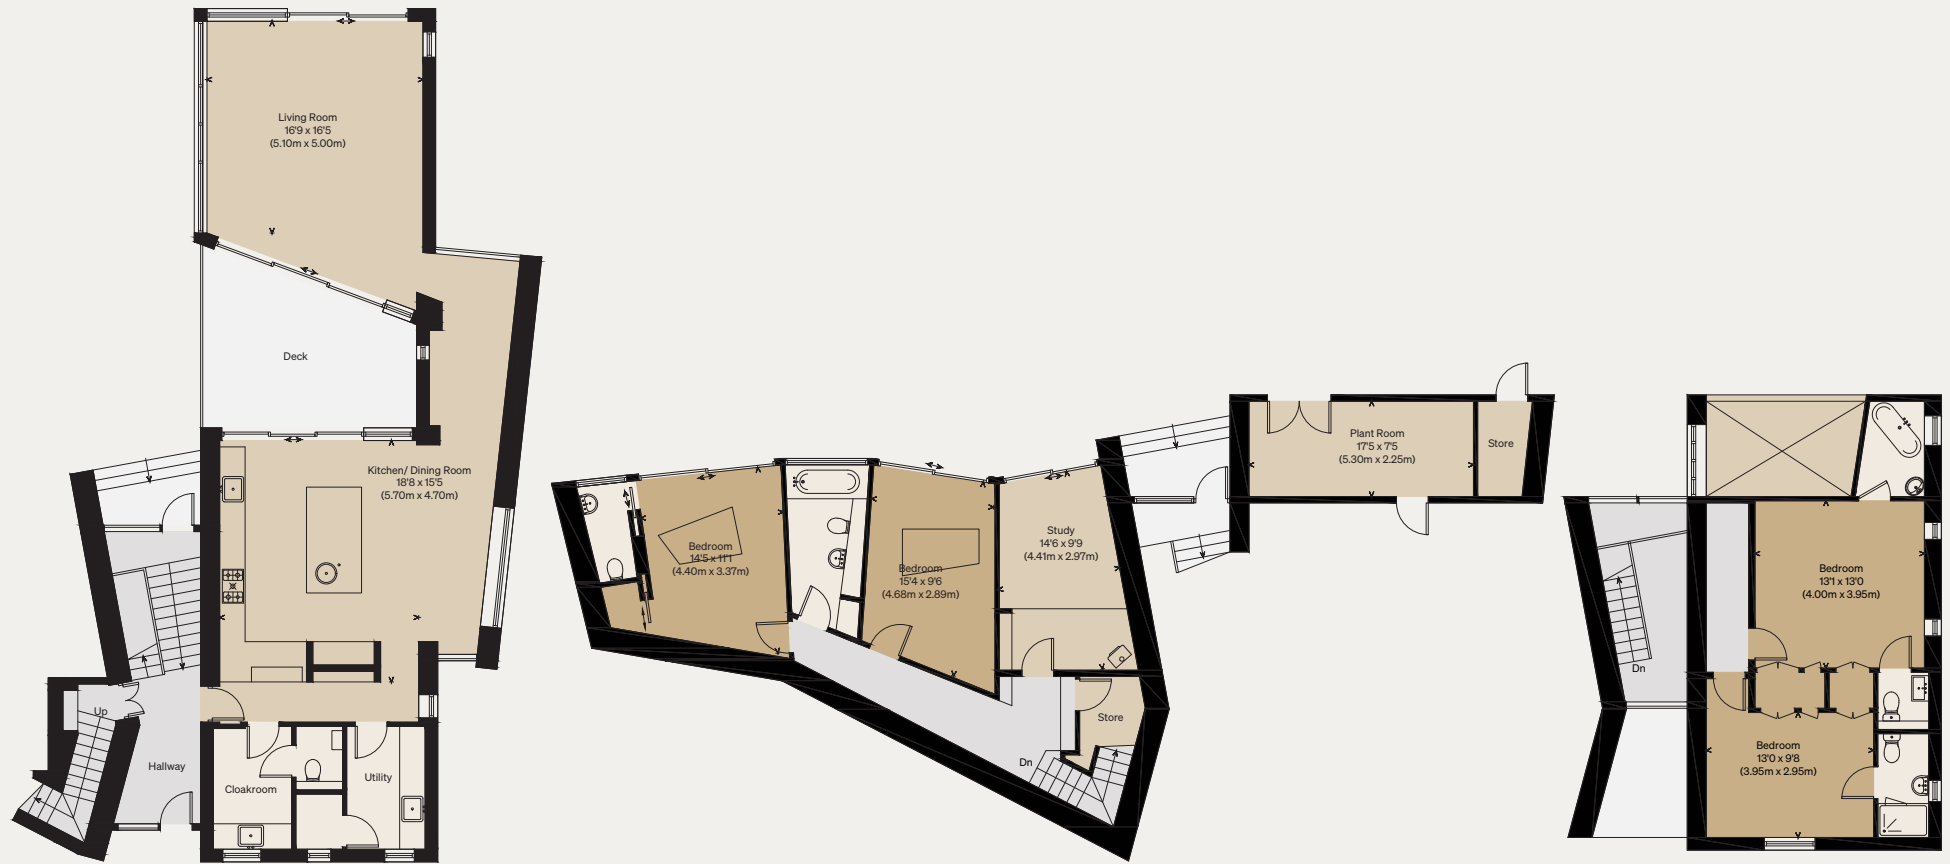 Living Room
16'9 x 16'5
(5.10m x 5.00m)
Deck
Kitchen/ Dining Room
18'8 x 15'5
(5.70m x 4.70m)
Up
Hallway
Cloakroom
Utility
Bedroom
14'5 x 11'1
(4.40m x 3.37m)
Bedroom
15'4 x 9'6
(4.68m x 2.89m)
Study
14'6 x 9'9
(4.41m x 2.97m)
Store
Dn
Plant Room
17'5 x 7'5
(5.30m x 2.25m)
Store
Bedroom
13'1 x 13'0
(4.00m x 3.95m)
Dn
Bedroom
13'0 x 9'8
(3.95m x 2.95m)